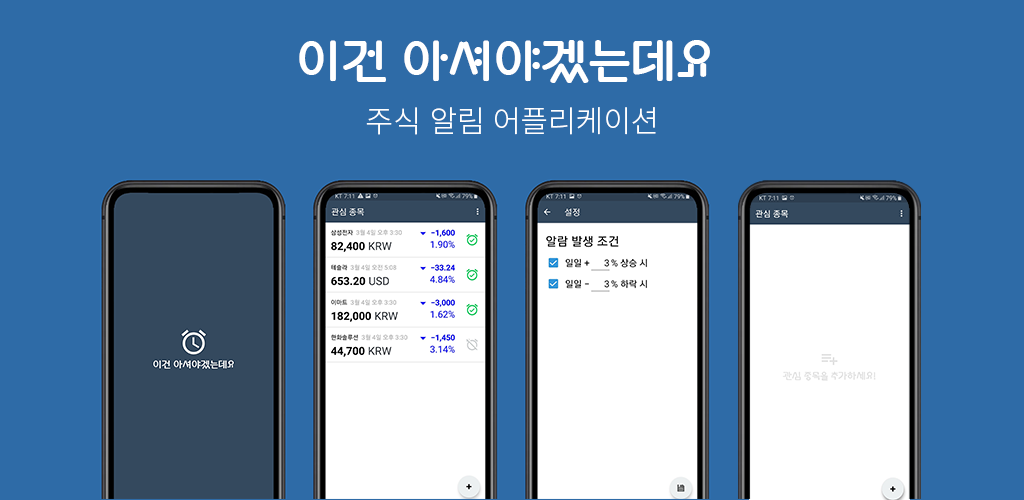 이건 아셔야겠는데요
주식 알림 어플리케이션
이건 아셔야겠는데요
KT 7:11 79%
관심 종목
삼성전자 3월 4일 오후 3:30 -1,600
82,400 KRW 1.90%
테슬라 3월 4일 오전 5:08 -33.24
653.20 USD 4.84%
이마트 3월 4일 오후 3:30 -3,000
182,000 KRW 1.62%
한화솔루션 3월 4일 오후 3:30 -1,450
44,700 KRW 3.14%
KT 7:11 79%
설정
알람 발생 조건
일일 + 3 % 상승 시
일일 - 3 % 하락 시
KT 7:11 79%
관심 종목
관심 종목을 추가하세요!